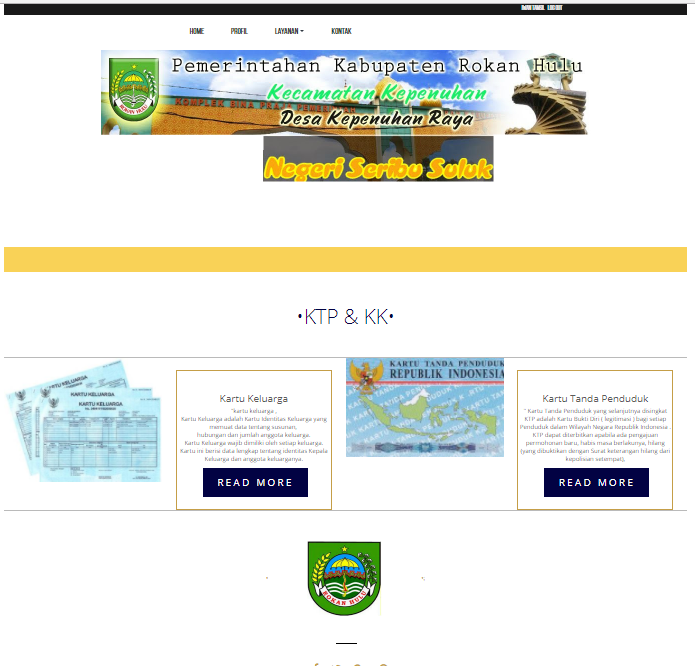 LOGOUT
HOME
PROFIL
LAYANAN
KONTAK
Pemerintahan Kabupaten Rokan Hulu
Kecamatan Kepenuhan
Desa Kepenuhan Raya
ROKAN HULU
KOMPLEK BINA PRAJA
Negeri Seribu Suluk
•KTP & KK•
KARTU KELUARGA
KARTU KELUARGA
Kartu Keluarga
"kartu keluarga ,
Kartu Keluarga adalah Kartu Identitas Keluarga yang
memuat data tentang susunan,
hubungan dan jumlah anggota keluarga.
Kartu Keluarga wajib dimiliki oleh setiap keluarga.
Kartu ini berisi data lengkap tentang identitas Kepala
Keluarga dan anggota keluarganya.
READ MORE
KARTU TANDA PENDUDUK
REPUBLIK INDONESIA
Kartu Tanda Penduduk
" Kartu Tanda Penduduk yang selanjutnya disingkat
KTP adalah Kartu Bukti Diri ( legitimasi ) bagi setiap
Penduduk dalam Wilayah Negara Republik Indonesia .
KTP dapat diterbitkan apabila ada pengajuan
permohonan baru, habis masa berlakunya, hilang
(yang dibuktikan dengan Surat keterangan hilang dari
kepolisian setempat),
READ MORE
ROKAN HULU